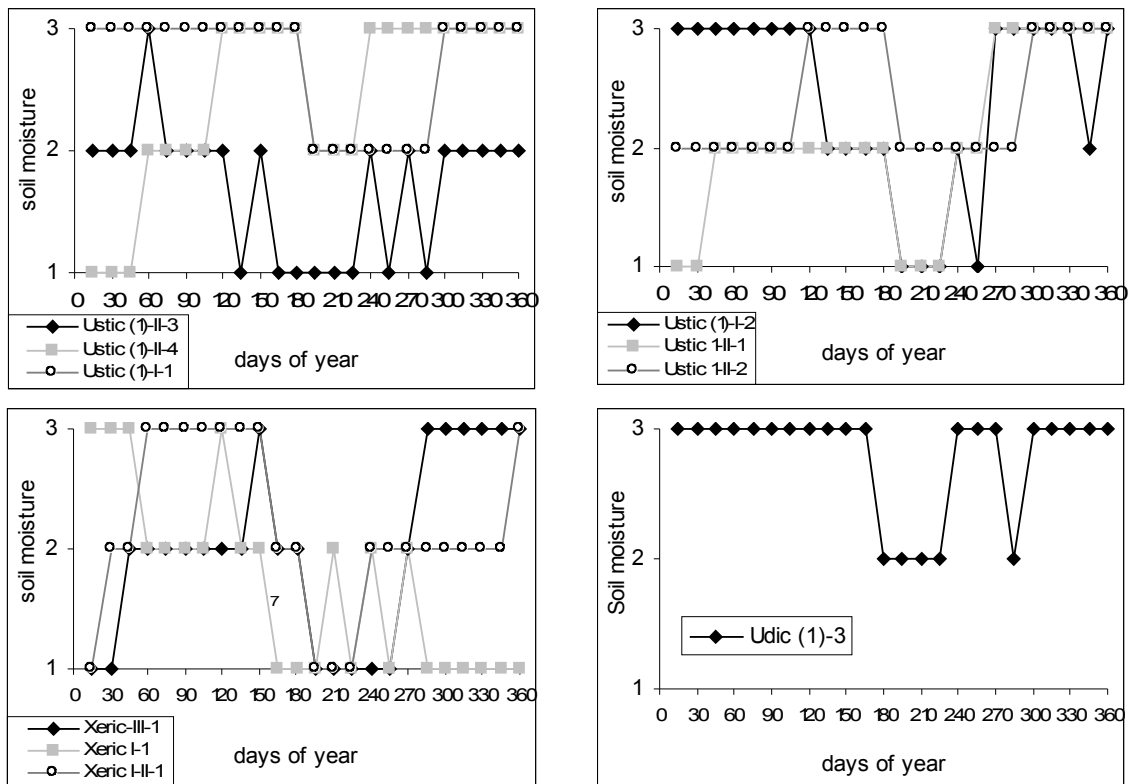 3
2
1
soil moisture
0 30 60 90 120 150 180 210 240 270 300 330 360
days of year
Ustic (1)-II-3
Ustic (1)-II-4
Ustic (1)-I-1
3
2
1
soil moisture
0 30 60 90 120 150 180 210 240 270 300 330 360
days of year
Ustic (1)-I-2
Ustic 1-II-1
Ustic 1-II-2
3
2
1
soil moisture
7
0 30 60 90 120 150 180 210 240 270 300 330 360
days of year
Xeric-III-1
Xeric I-1
Xeric I-II-1
3
2
1
Soil moisture
Udic (1)-3
0 30 60 90 120 150 180 210 240 270 300 330 360
days of year